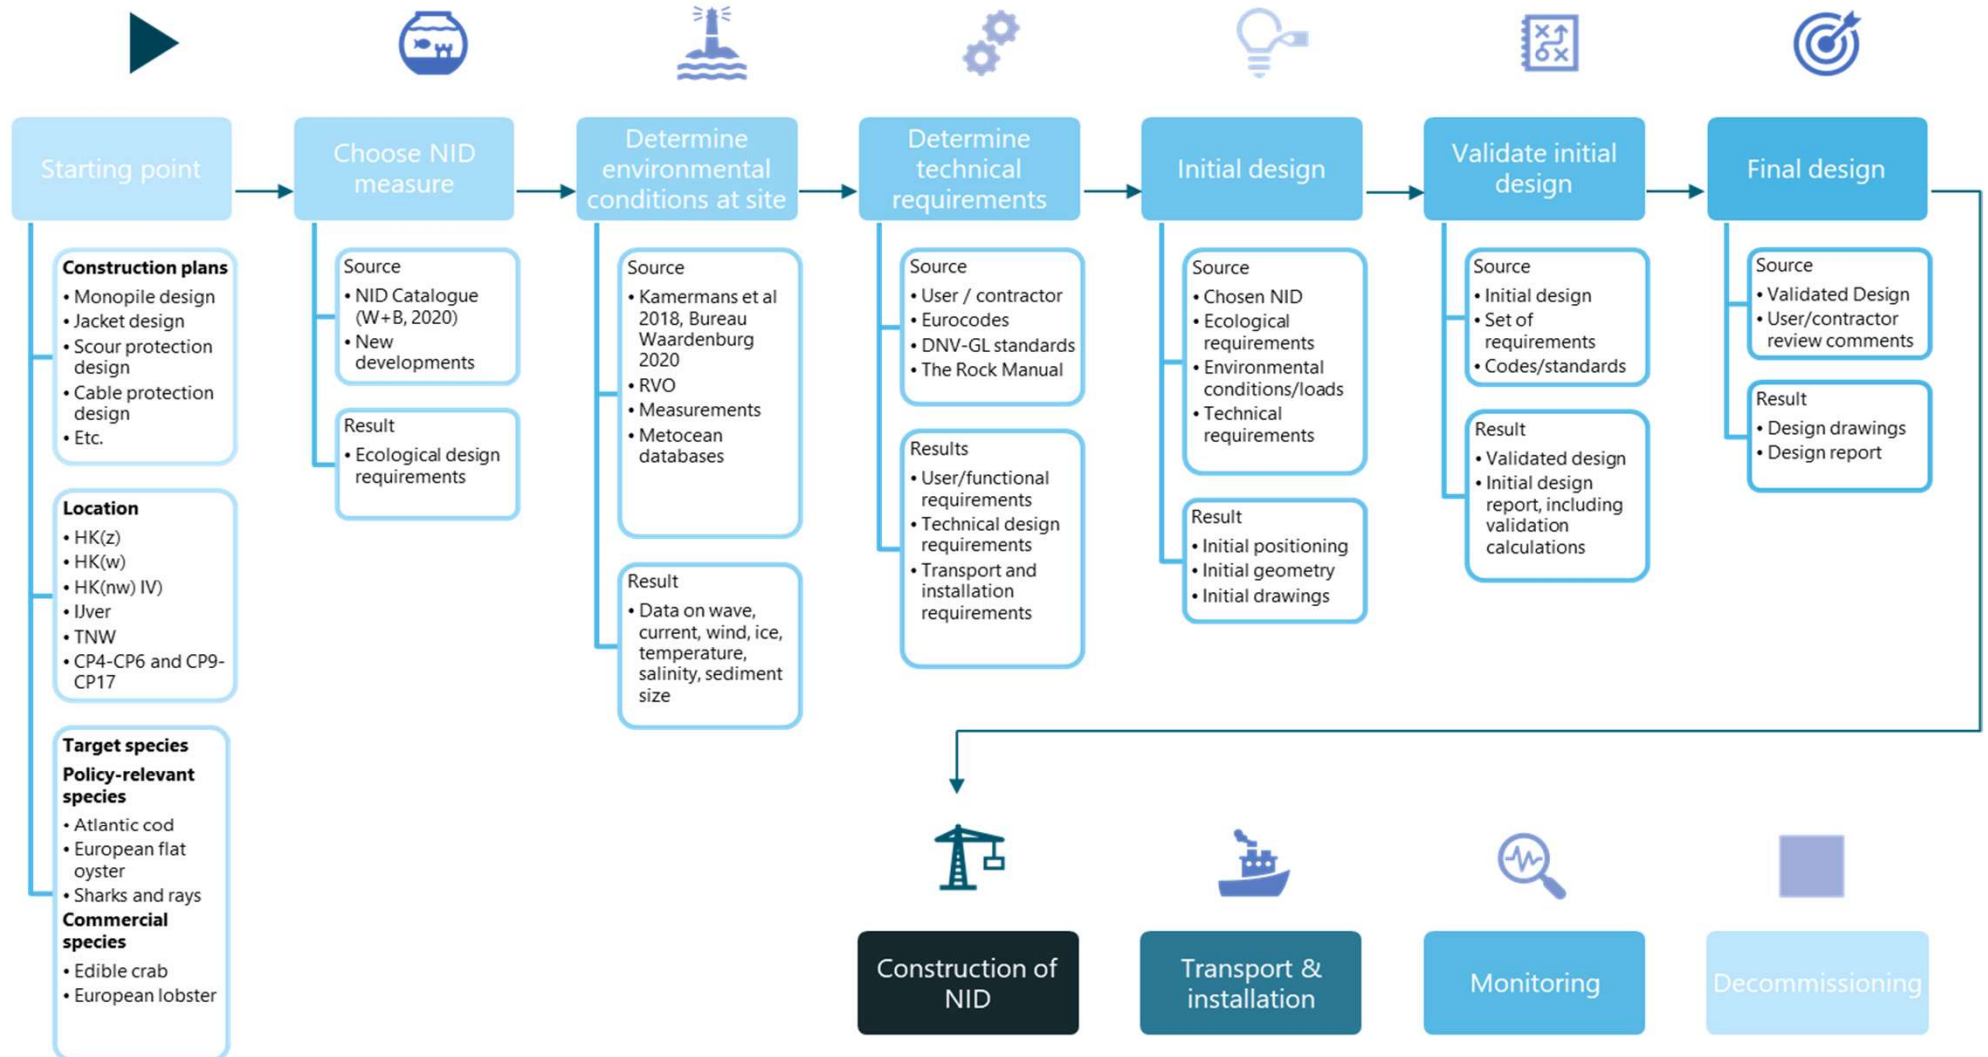 Starting point
Construction plans
• Monopile design
• Jacket design
• Scour protection
design
• Cable protection
design
• Etc.
Location
• HK(z)
• HK(w)
• HK(nw) IV)
• IJver
• TNW
• CP4-CP6 and CP9-
CP17
Target species
Policy-relevant
species
• Atlantic cod
• European flat
oyster
• Sharks and rays
Commercial
species
• Edible crab
• European lobster
Choose NID
measure
Source
• NID Catalogue
(W+B, 2020)
• New
developments
Result
• Ecological design
requirements
Determine
environmental
conditions at site
Source
• Kamermans et al
2018, Bureau
Waardenburg
2020
• RVO
• Measurements
• Metocean
databases
Result
• Data on wave,
current, wind, ice,
temperature,
salinity, sediment
size
Determine
technical
requirements
Source
• User / contractor
• Eurocodes
• DNV-GL standards
• The Rock Manual
Results
• User/functional
requirements
• Technical design
requirements
• Transport and
installation
requirements
Initial design
Source
• Chosen NID
• Ecological
requirements
• Environmental
conditions/loads
• Technical
requirements
Result
• Initial positioning
• Initial geometry
• Initial drawings
Validate initial
design
Source
• Initial design
• Set of
requirements
• Codes/standards
Result
• Validated design
• Initial design
report, including
validation
calculations
Final design
Source
• Validated Design
• User/contractor
review comments
Result
• Design drawings
• Design report
Construction of
NID
Transport &
installation
Monitoring
Decommissioning